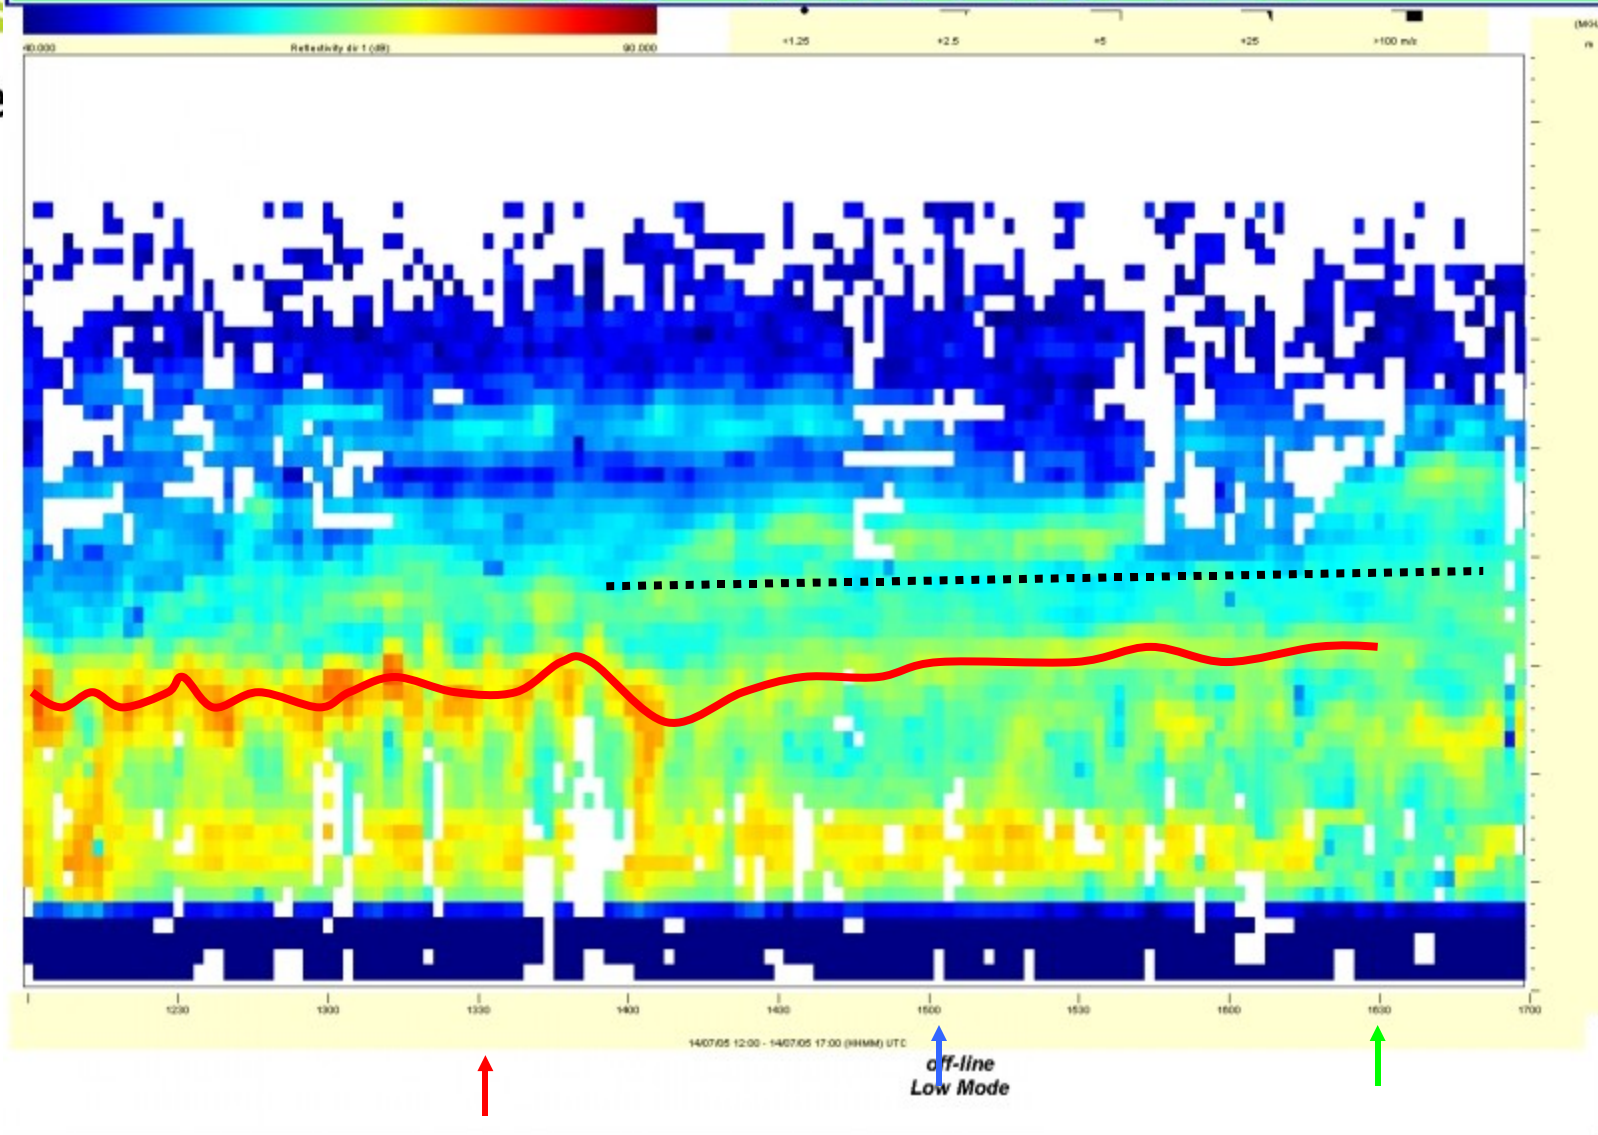 40.000 Reflectivity dir 1 (dB) 90.000
<1.25 +2.5 +5 +25 >100 m/s
m
1230 1300 1330 1400 1430 1500 1530 1600 1630 1700
14/07/05 12:00 - 14/07/05 17:00 (HHMM) UTC
off-line
Low Mode